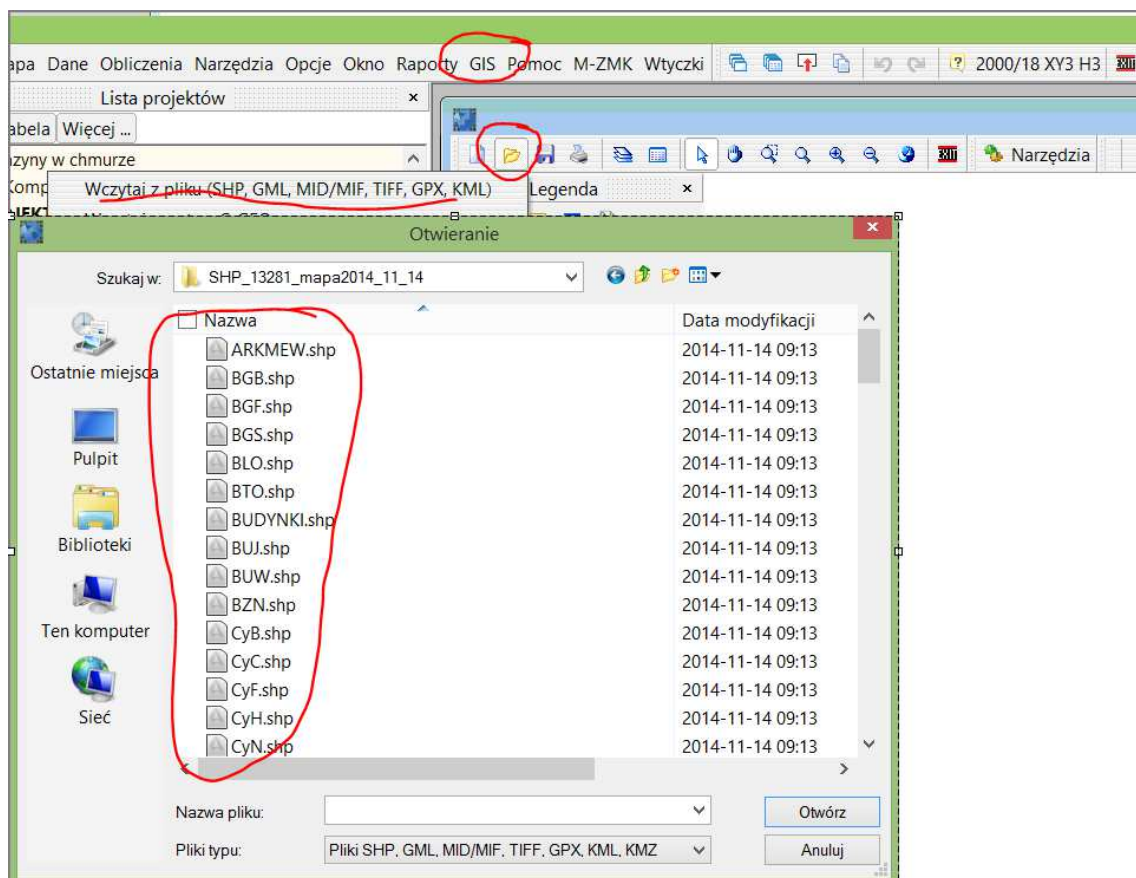 apa Dane Obliczenia Narzędzia Opcje Okno Raporty GIS Pomoc M-ZMK Wtyczki 2000/18 XY3 H3
Lista projektów
abela Więcej ...
azyny w chmurze
Komp
Wczytaj z pliku (SHP, GML, MID/MIF, TIFF, GPX, KML)
Narzędzia
Legenda
Otwieranie
Szukaj w: SHP_13281_mapa2014_11_14
Nazwa Data modyfikacji
ARKMEW.shp 2014-11-14 09:13
BGB.shp 2014-11-14 09:13
BGF.shp 2014-11-14 09:13
BGS.shp 2014-11-14 09:13
BLO.shp 2014-11-14 09:13
BTO.shp 2014-11-14 09:13
BUDYNKI.shp 2014-11-14 09:13
BUJ.shp 2014-11-14 09:13
BUW.shp 2014-11-14 09:13
BZN.shp 2014-11-14 09:13
CyB.shp 2014-11-14 09:13
CyC.shp 2014-11-14 09:13
CyF.shp 2014-11-14 09:13
CyH.shp 2014-11-14 09:13
CyN.shp 2014-11-14 09:13
Ostatnie miejsca
Pulpit
Biblioteki
Ten komputer
Sieć
Nazwa pliku: Otwórz
Pliki typu: Pliki SHP, GML, MID/MIF, TIFF, GPX, KML, KMZ Anuluj